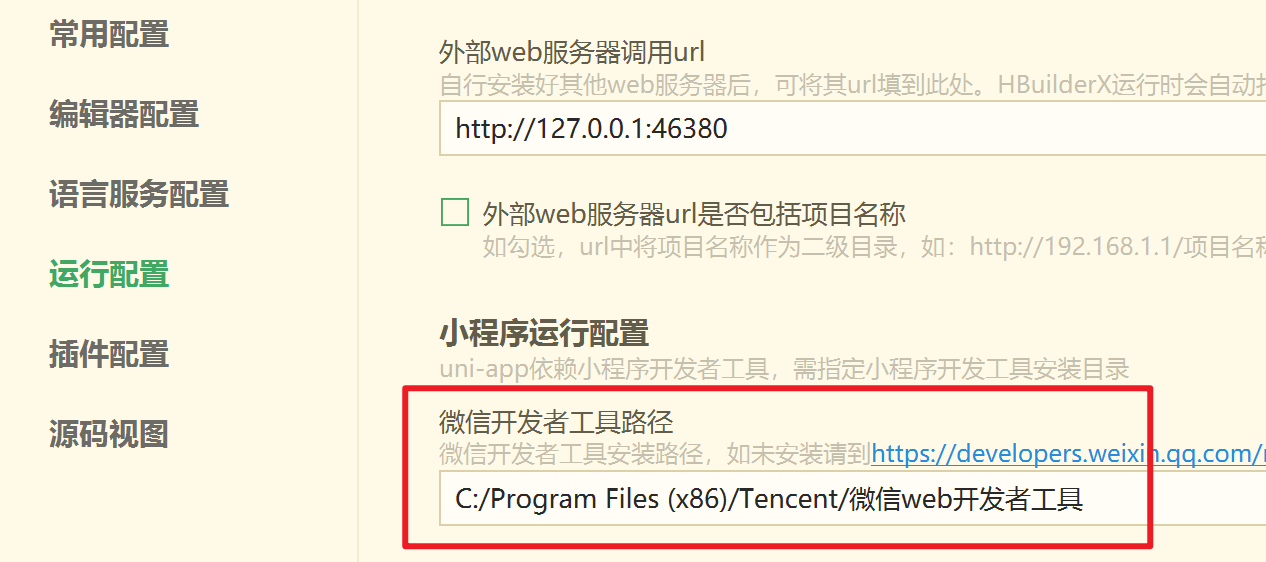 常用配置
编辑器配置
语言服务配置
运行配置
插件配置
源码视图
外部web服务器调用url
自行安装好其他web服务器后，可将其url填到此处。HBuilderX运行时会自动
http://127.0.0.1:46380
外部web服务器url是否包括项目名称
如勾选，url中将项目名称作为二级目录，如：http://192.168.1.1/项目名称
小程序运行配置
uni-app依赖小程序开发者工具，需指定小程序开发工具安装目录
微信开发者工具路径
微信开发者工具安装路径，如未安装请到https://developers.weixin.qq.com/
C:/Program Files (x86)/Tencent/微信web开发者工具